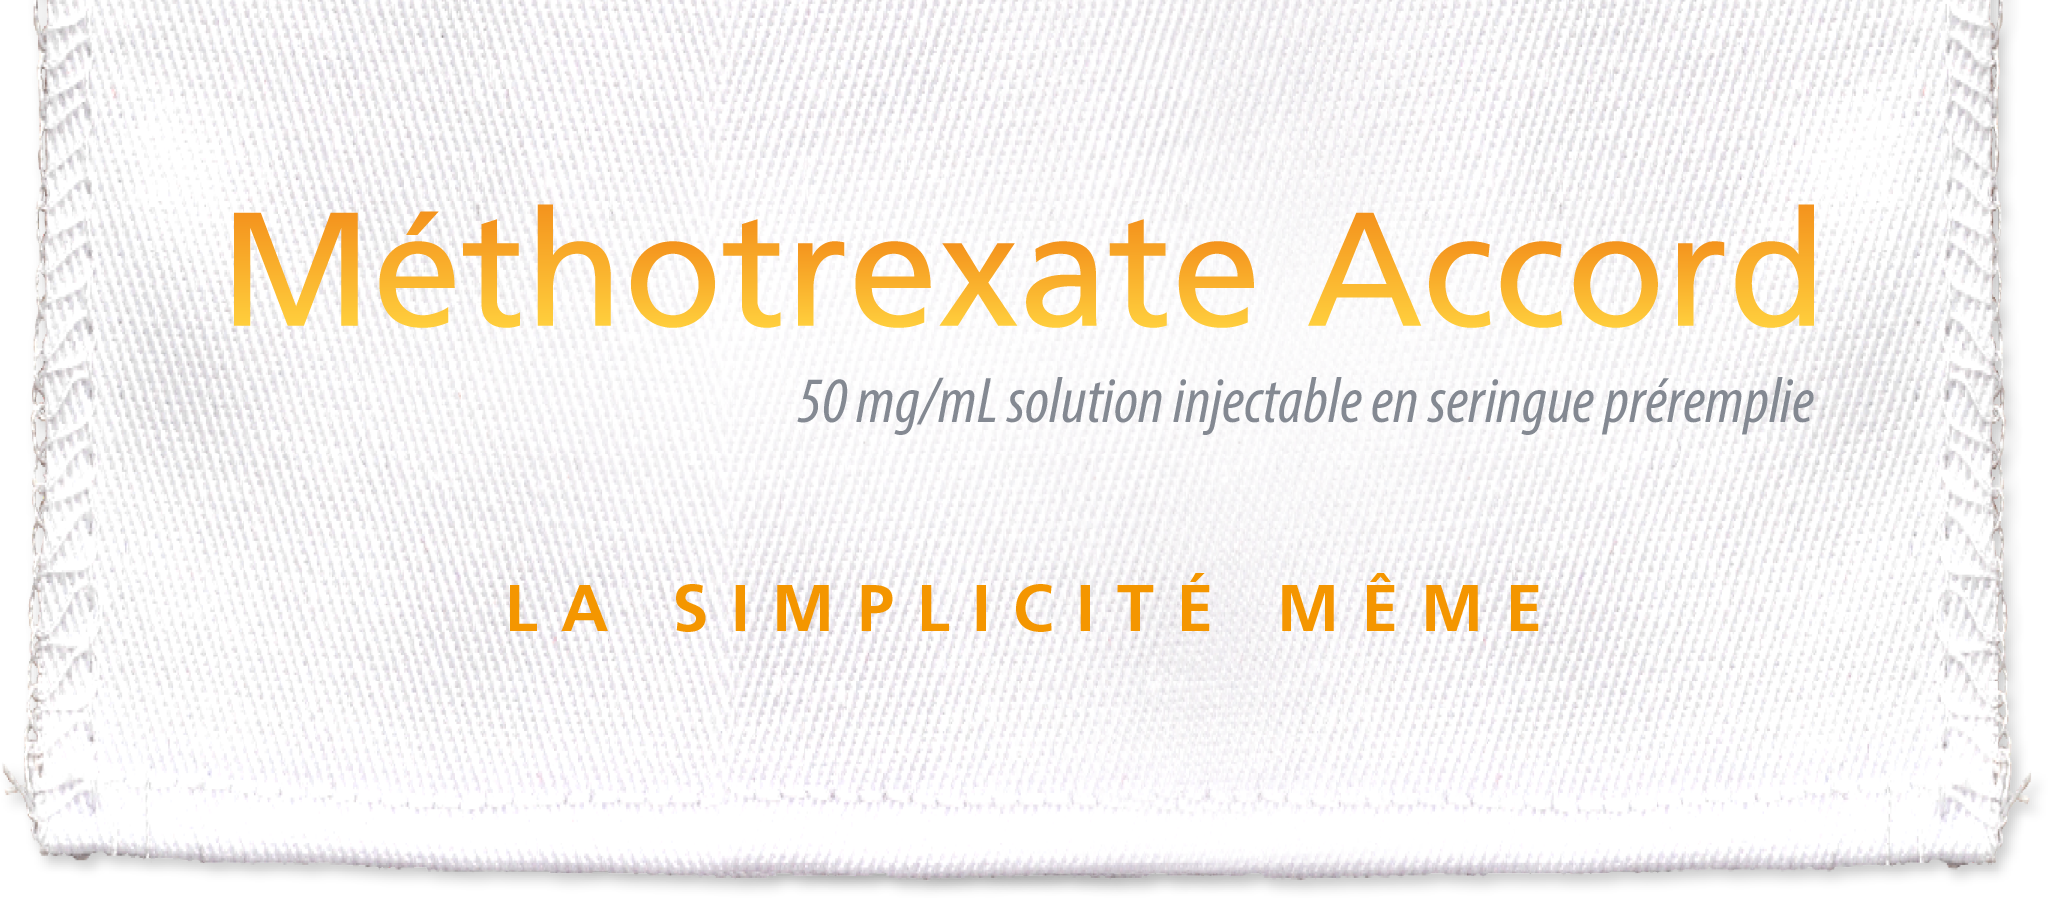 Méthotrexate Accord
50 mg/mL solution injectable en seringue préremplie
LA SIMPLICITÉ MÊME